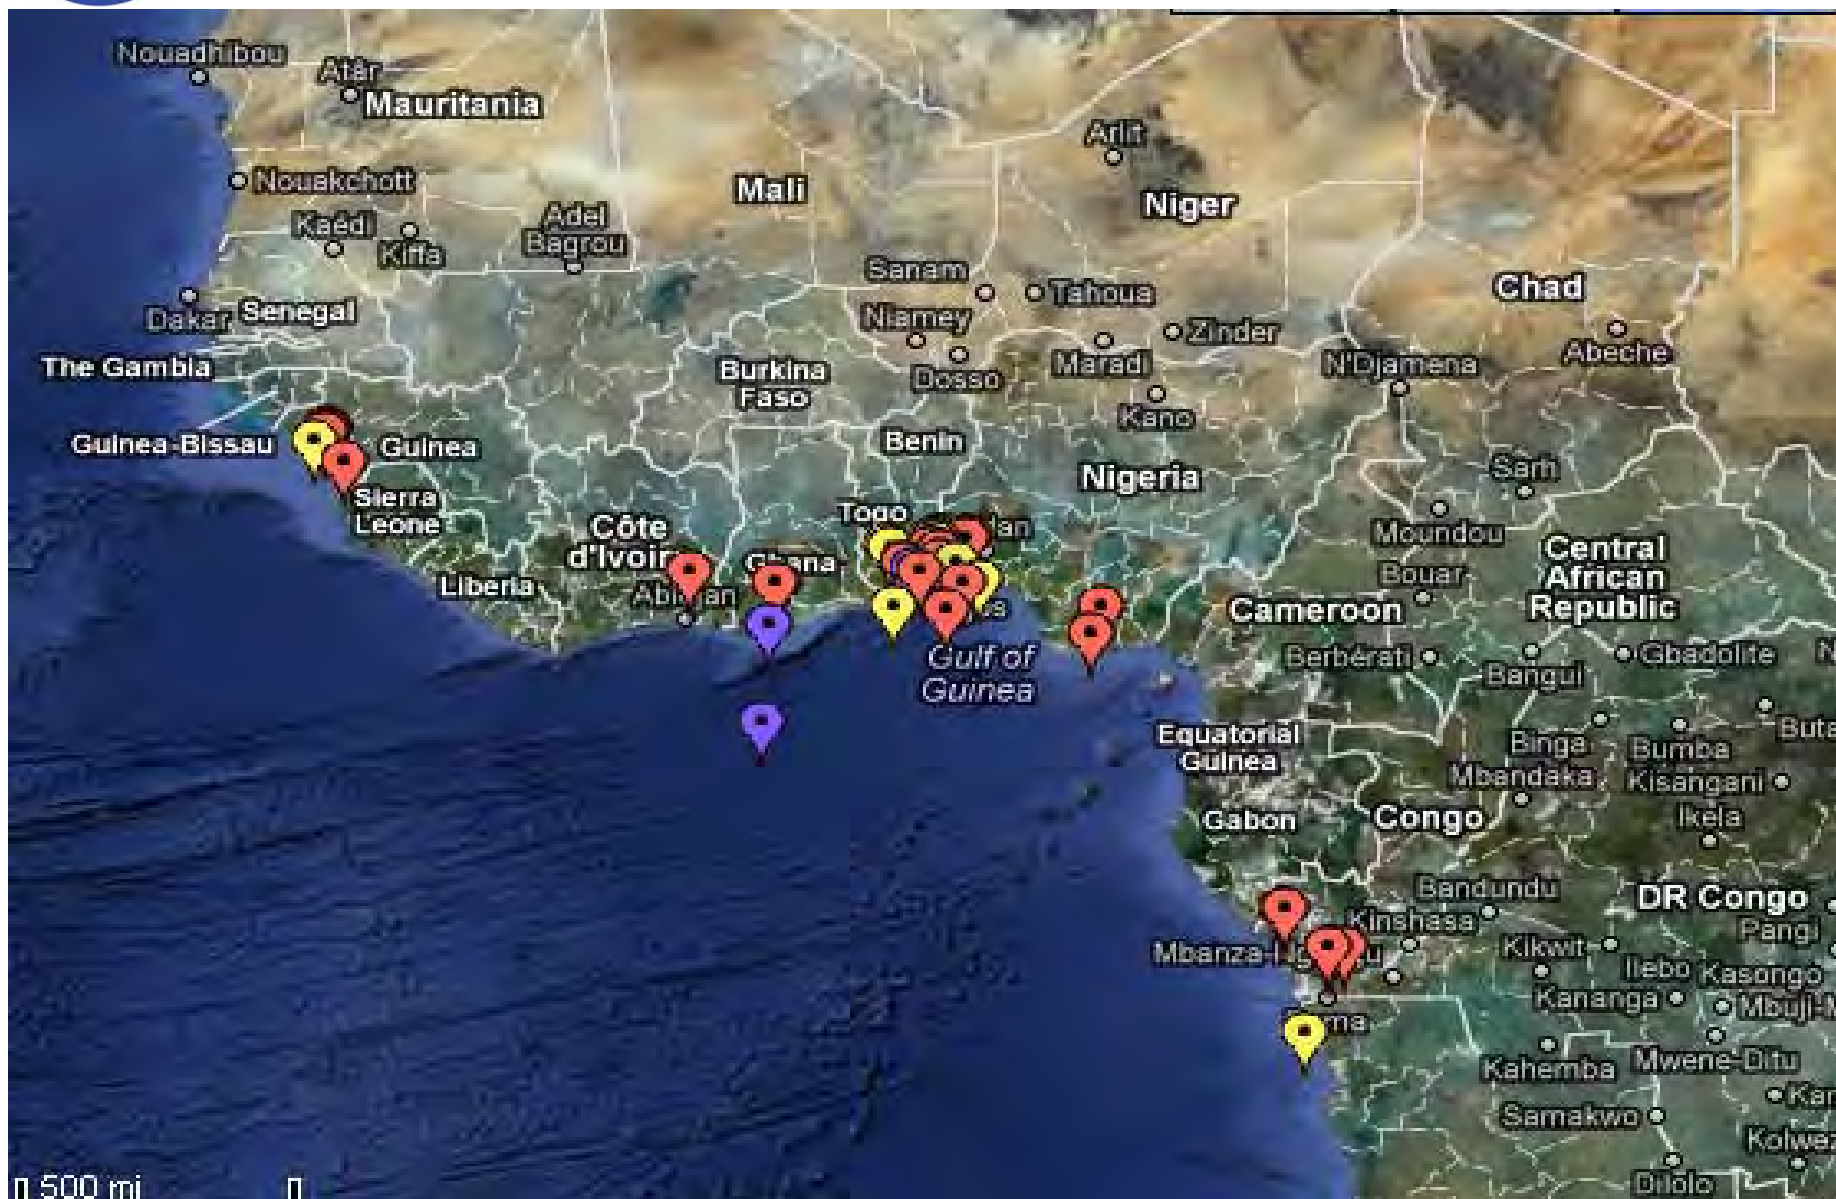 Nouadhibou
Atâr
Mauritania
Arlit
Nouakchott
Mali
Niger
Kaédi
Kiffa
Adel
Bagrou
Sanam
Tahoua
Chad
Dakar
Senegal
Niamey
Zinder
Abeche
The Gambia
Burkina
Faso
Dosso
Maradi
N'Djamena
Kano
Guinea-Bissau
Guinea
Benin
Nigeria
Sarh
Sierra
Leone
Togo
Moundou
Côte
d'Ivoir
Central
African
Republic
Liberia
Bouar
Cameroon
Gulf of
Guinea
Berbérati
Bangui
Gbadolite
Equatorial
Guinea
Binga
Bumba
Buta
Mbandaka
Kisangani
Gabon
Congo
Ikela
Bandundu
DR Congo
Kinshasa
Pangi
Kikwit
Ilebo
Kasongo
Kananga
Mbuji-M
Kahemba
Mwene-Ditu
Samakwo
Kolwez
Dilolo
500 mi